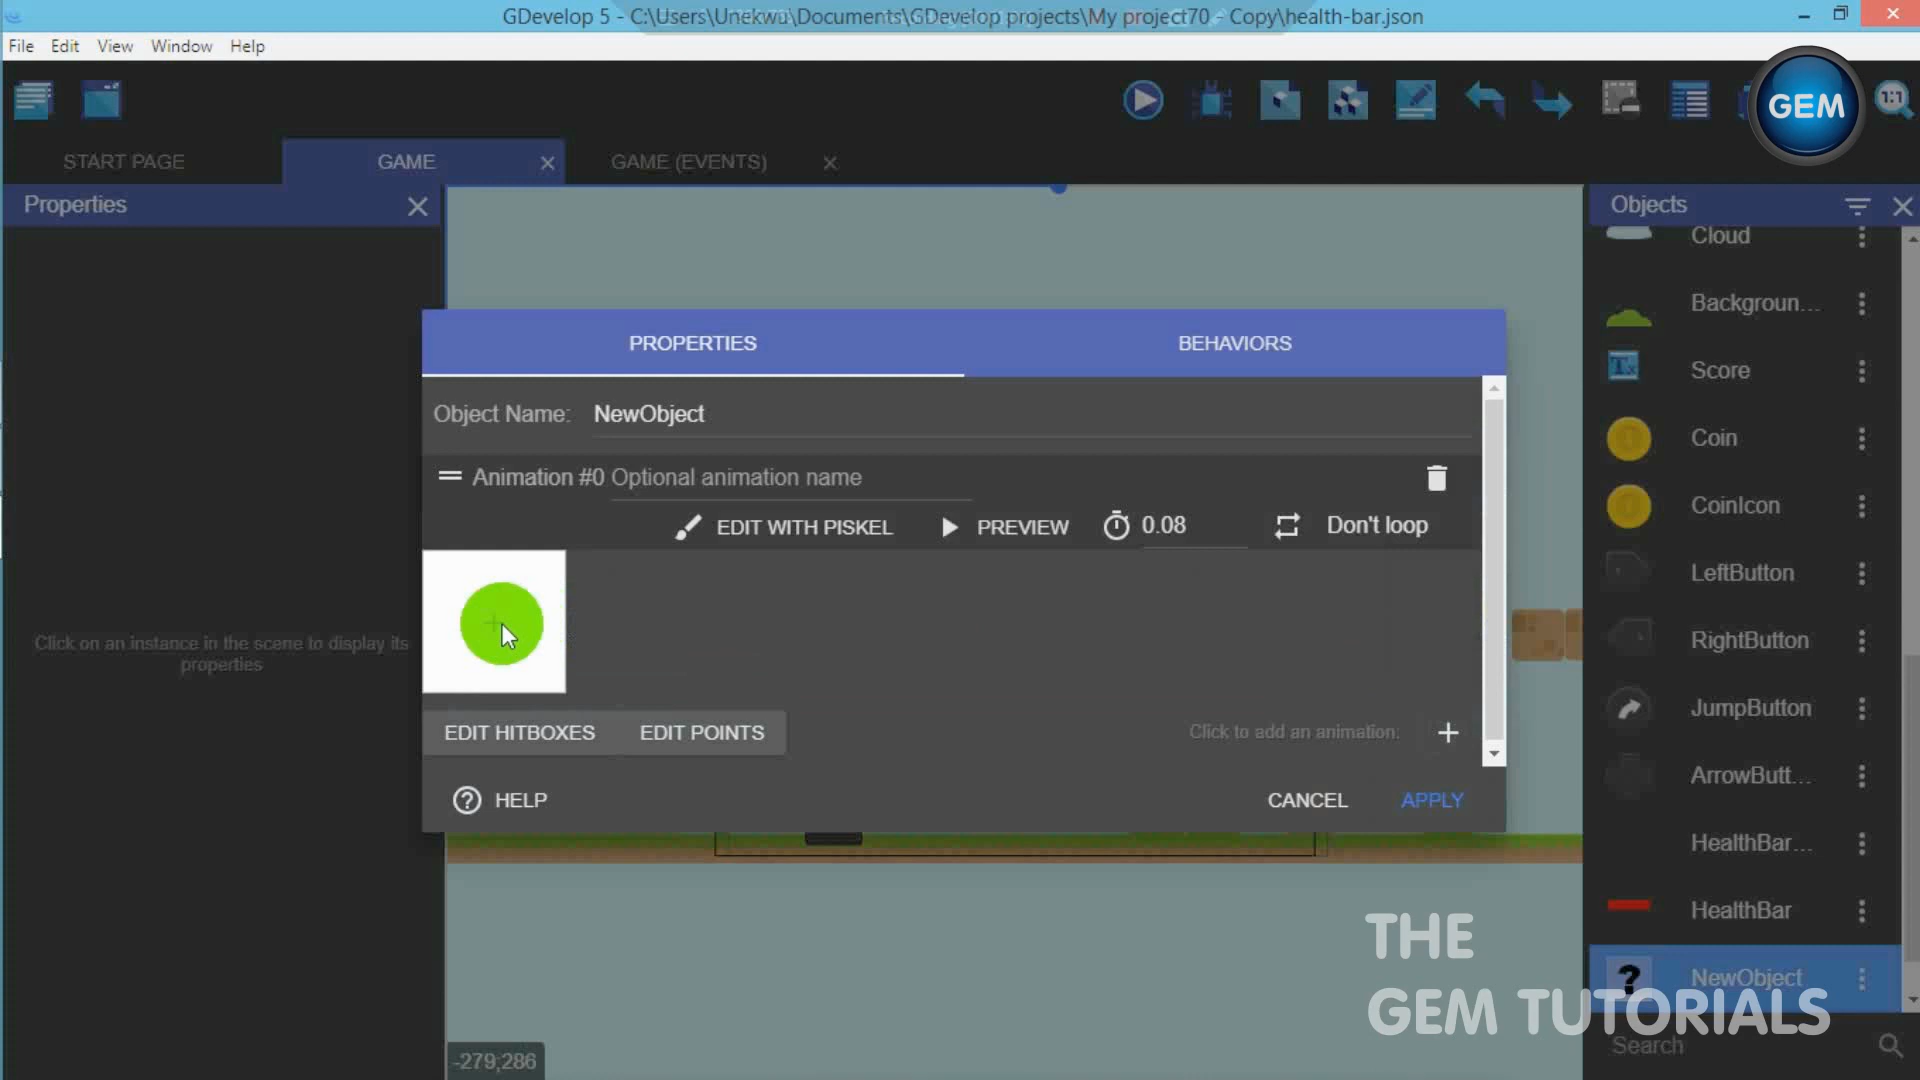 GDevelop 5 - C:\Users\Unekwu\Documents\GDevelop projects\My project70 - Copy\health-bar.json
File Edit View Window Help
1:1
GEM
START PAGE
GAME
GAME (EVENTS)
Properties
Objects
Cloud
Backgroun...
Score
Coin
CoinIcon
LeftButton
RightButton
JumpButton
ArrowButt...
HealthBar...
HealthBar
NewObject
Search
Click on an instance in the scene to display its
properties
PROPERTIES
BEHAVIORS
Object Name: NewObject
Animation #0 Optional animation name
EDIT WITH PISKEL
PREVIEW
0.08
Don't loop
EDIT HITBOXES
EDIT POINTS
Click to add an animation:
HELP
CANCEL
APPLY
-279;286
THE
GEM TUTORIALS